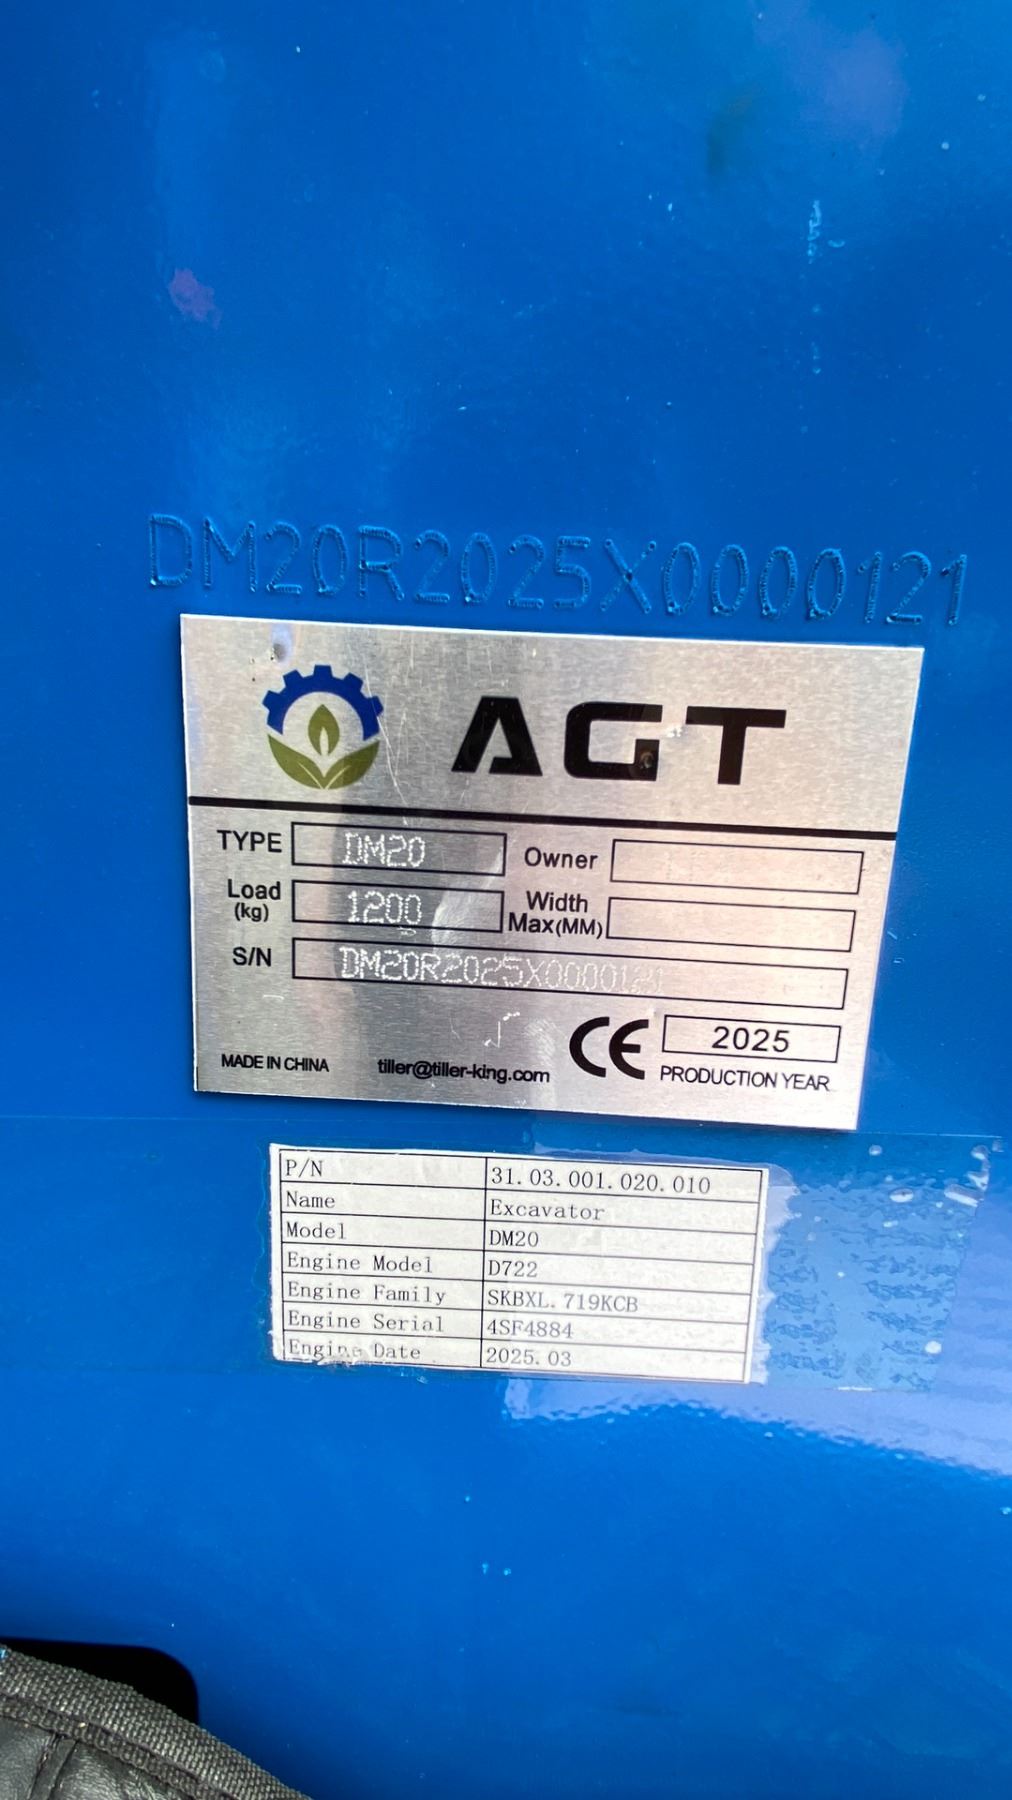 DM20R2025X0000121
AGT
TYPE DM20 Owner
Load (kg) 1200 Width Max(MM)
S/N DM20R2025X0000121
MADE IN CHINA tiller@tiller-king.com CE 2025 PRODUCTION YEAR
P/N 31.03.001.020.010
Name Excavator
Model DM20
Engine Model D722
Engine Family SKBXL.719KCB
Engine Serial 4SF4884
Engine Date 2025.03